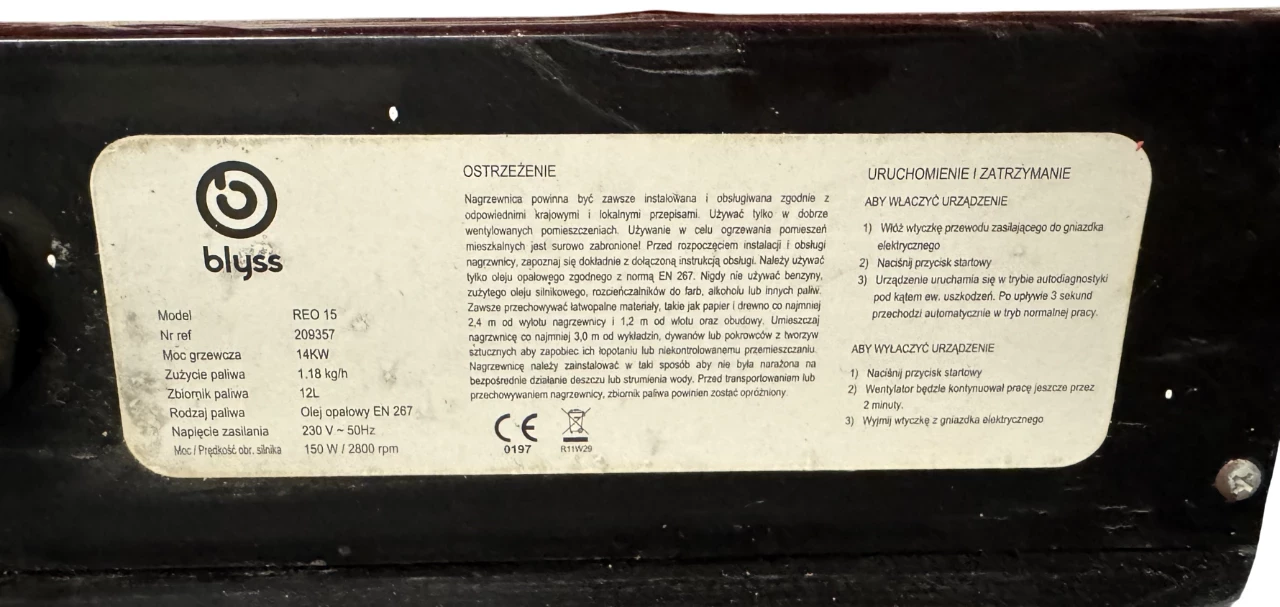 blyss
Model REO 15
Nr ref 209357
Moc grzewcza 14KW
Zużycie paliwa 1.18 kg/h
Zbiornik paliwa 12L
Rodzaj paliwa Olej opałowy EN 267
Napięcie zasilania 230 V ~ 50Hz
Moc / Prędkość obr. silnika 150 W / 2800 rpm
OSTRZEŻENIE
Nagrzewnica powinna być zawsze instalowana i obsługiwana zgodnie z
odpowiednimi krajowymi i lokalnymi przepisami. Używać tylko w dobrze
wentylowanych pomieszczeniach. Używanie w celu ogrzewania pomieszeń
mieszkalnych jest surowo zabronione! Przed rozpoczęciem instalacji i obsługi
nagrzwnicy, zapoznaj się dokładnie z dołączoną instrukcją obsługi. Należy używać
tylko oleju opałowego zgodnego z normą EN 267. Nigdy nie używać benzyny,
zużytego oleju silnikowego, rozcieńczalników do farb, alkoholu lub innych paliw.
Zawsze przechowywać łatwopalne materiały, takie jak papier i drewno co najmniej
2,4 m od wylotu nagrzewnicy i 1,2 m od wlotu oraz obudowy. Umieszczaj
nagrzwnicę co najmniej 3,0 m od wykładzin, dywanów lub pokrowców z tworzyw
sztucznych aby zapobiec ich łopotaniu lub niekontrolowanemu przemieszczaniu.
Nagrzewnicę należy zainstalować w taki sposób aby nie była narażona na
bezpośrednie działanie deszczu lub strumienia wody. Przed transportowaniem lub
przechowywaniem nagrzewnicy, zbiornik paliwa powinien zostać opróżniony
CE
0197
R11W29
URUCHOMIENIE I ZATRZYMANIE
ABY WŁACZYĆ URZĄDZENIE
1) Włóż wtyczkę przewodu zasilającego do gniazdka
elektrycznego
2) Naciśnij przycisk startowy
3) Urządzenie uruchamia się w trybie autodiagnostyki
pod kątem ew. uszkodzeń. Po upływie 3 sekund
przechodzi automatycznie w tryb normalnej pracy.
ABY WYŁACZYĆ URZĄDZENIE
1) Naciśnij przycisk startowy
2) Wentylator będzie kontynuował pracę jeszcze przez
2 minuty.
3) Wyjmij wtyczkę z gniazdka elektrycznego